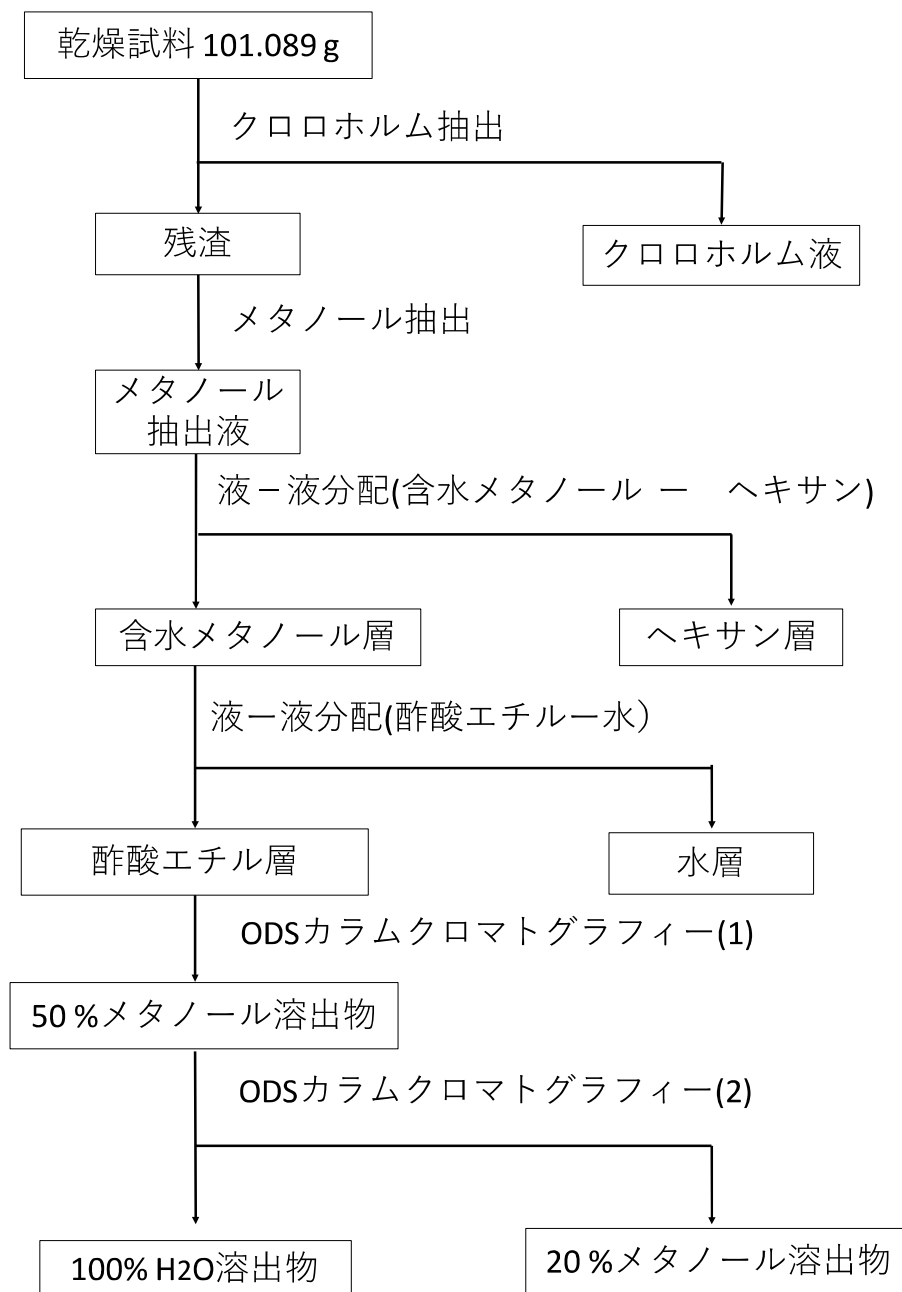 乾燥試料 101.089 g
クロロホルム抽出
残渣
クロロホルム液
メタノール抽出
メタノール
抽出液
液－液分配(含水メタノール ー　ヘキサン)
含水メタノール層
ヘキサン層
液ー液分配(酢酸エチルー水）
酢酸エチル層
水層
ODSカラムクロマトグラフィー(1)
50 %メタノール溶出物
ODSカラムクロマトグラフィー(2)
100% H2O溶出物
20 %メタノール溶出物